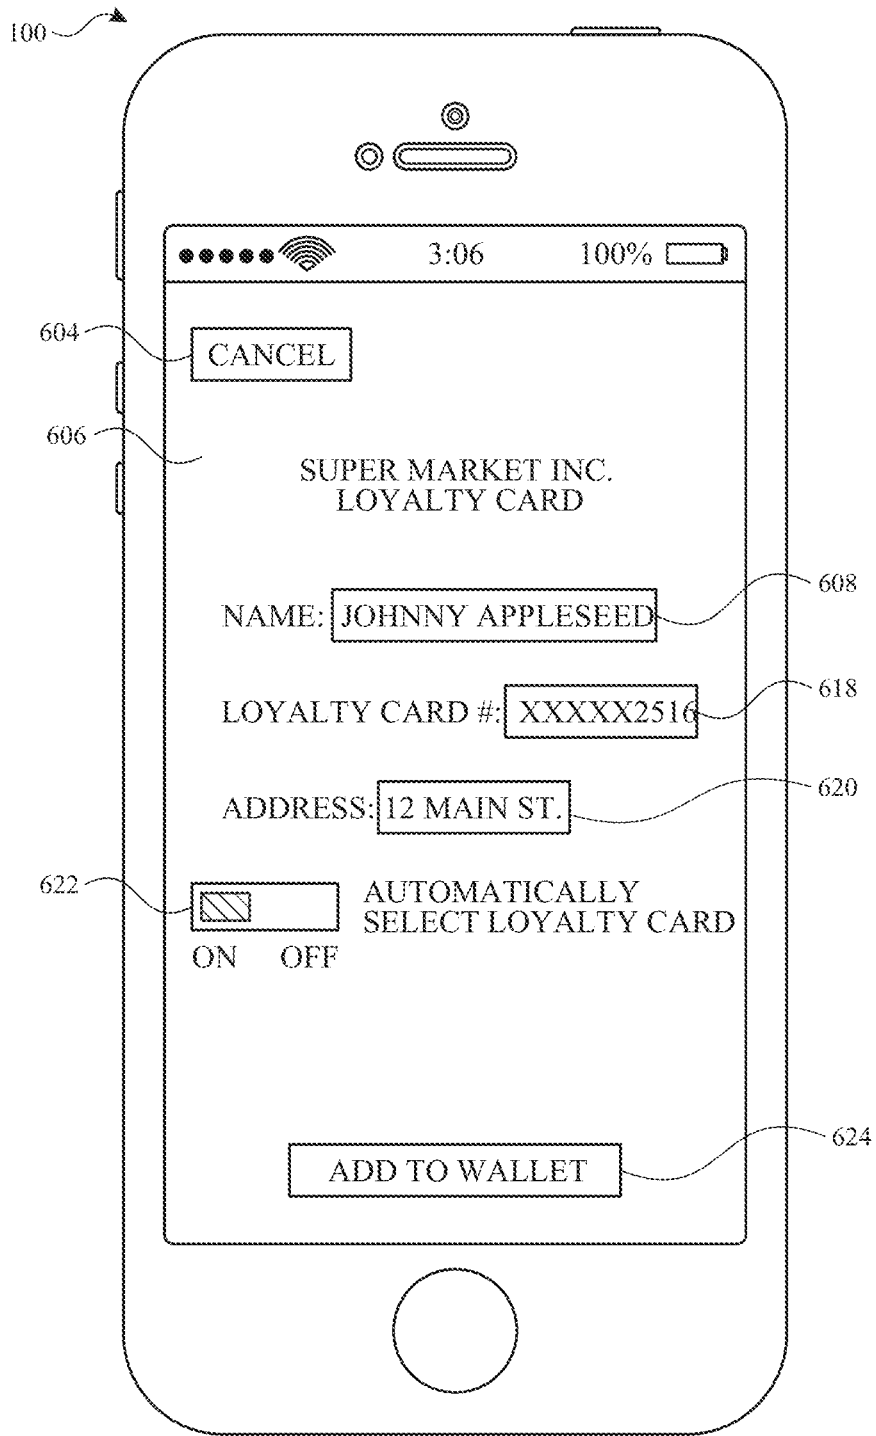 100
3:06 100%
604
CANCEL
606
SUPER MARKET INC.
LOYALTY CARD
608
NAME: JOHNNY APPLESEED
618
LOYALTY CARD #: XXXXX2516
620
ADDRESS: 12 MAIN ST.
622
AUTOMATICALLY
SELECT LOYALTY CARD
ON OFF
624
ADD TO WALLET